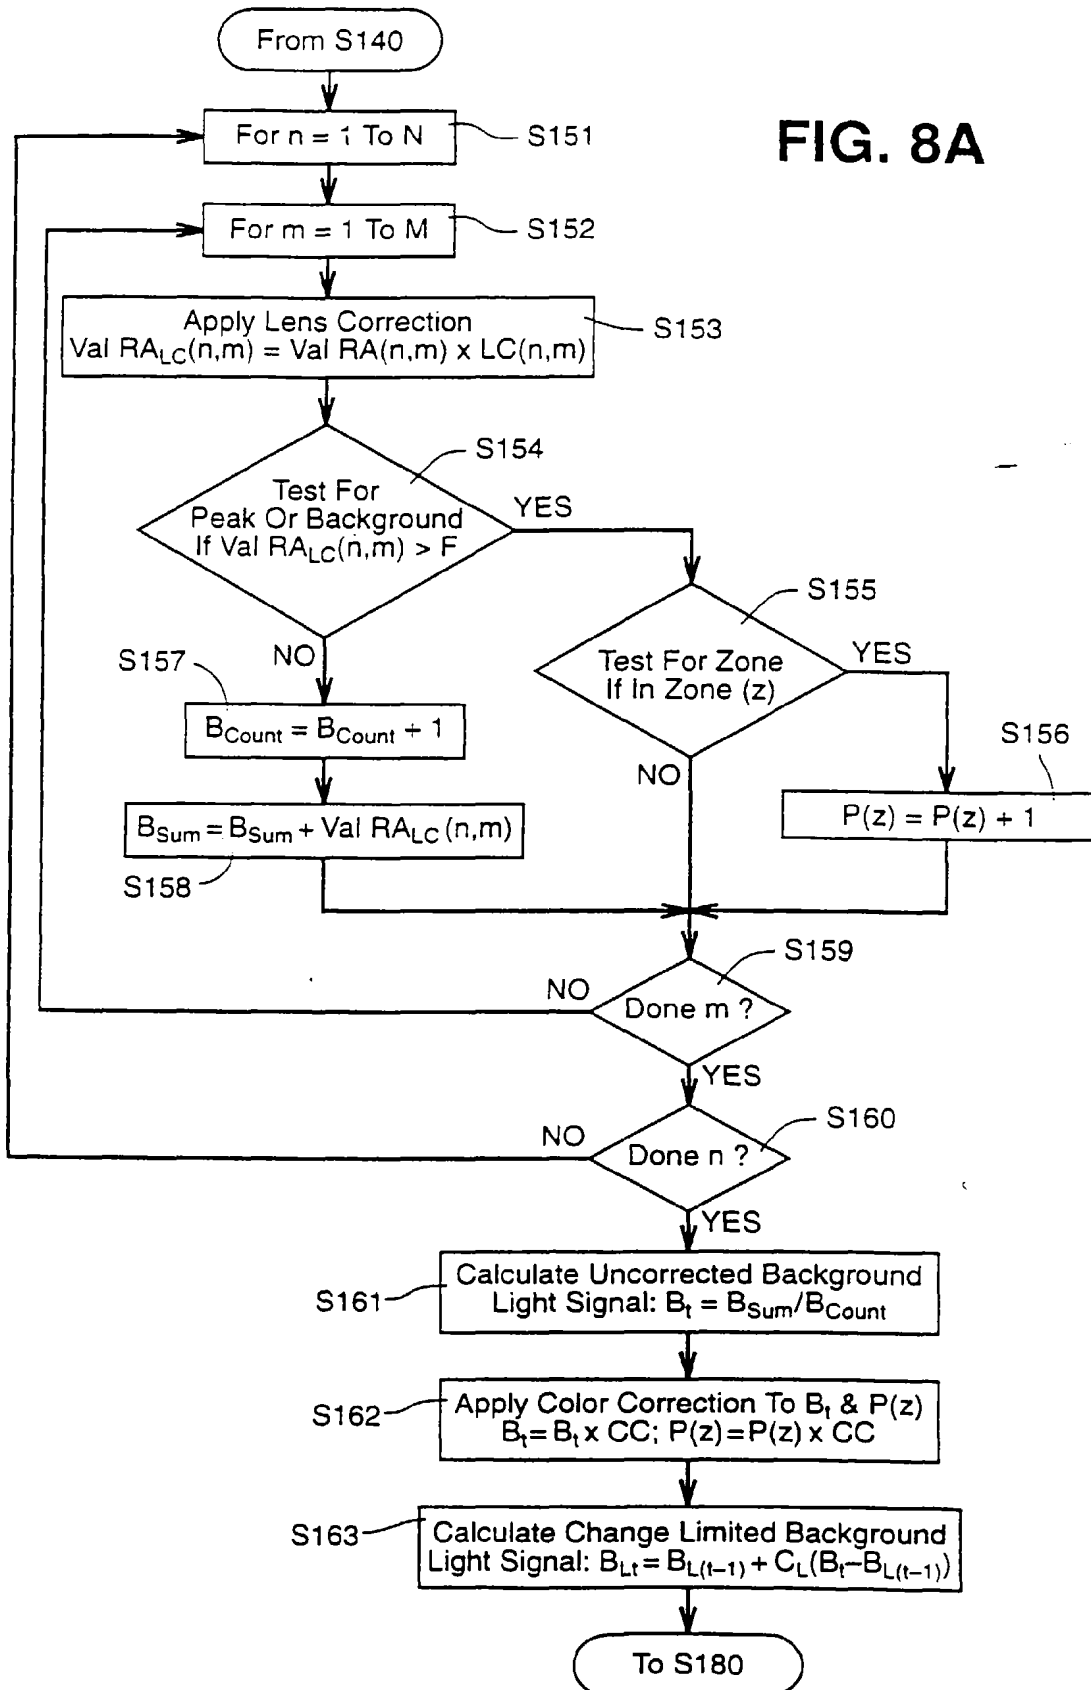 From S140
FIG. 8A
For n = 1 To N
S151
For m = 1 To M
S152
Apply Lens Correction
Val RA_LC(n,m) = Val RA(n,m) x LC(n,m)
S153
S154
Test For
Peak Or Background
If Val RA_LC(n,m) > F
YES
NO
S155
Test For Zone
If In Zone (z)
YES
NO
S157
B_Count = B_Count + 1
S156
P(z) = P(z) + 1
B_Sum = B_Sum + Val RA_LC(n,m)
S158
S159
Done m ?
NO
YES
S160
Done n ?
NO
YES
S161
Calculate Uncorrected Background
Light Signal: B_t = B_Sum/B_Count
S162
Apply Color Correction To B_t & P(z)
B_t = B_t x CC; P(z) = P(z) x CC
S163
Calculate Change Limited Background
Light Signal: B_Lt = B_L(t-1) + C_L(B_t-B_L(t-1))
To S180